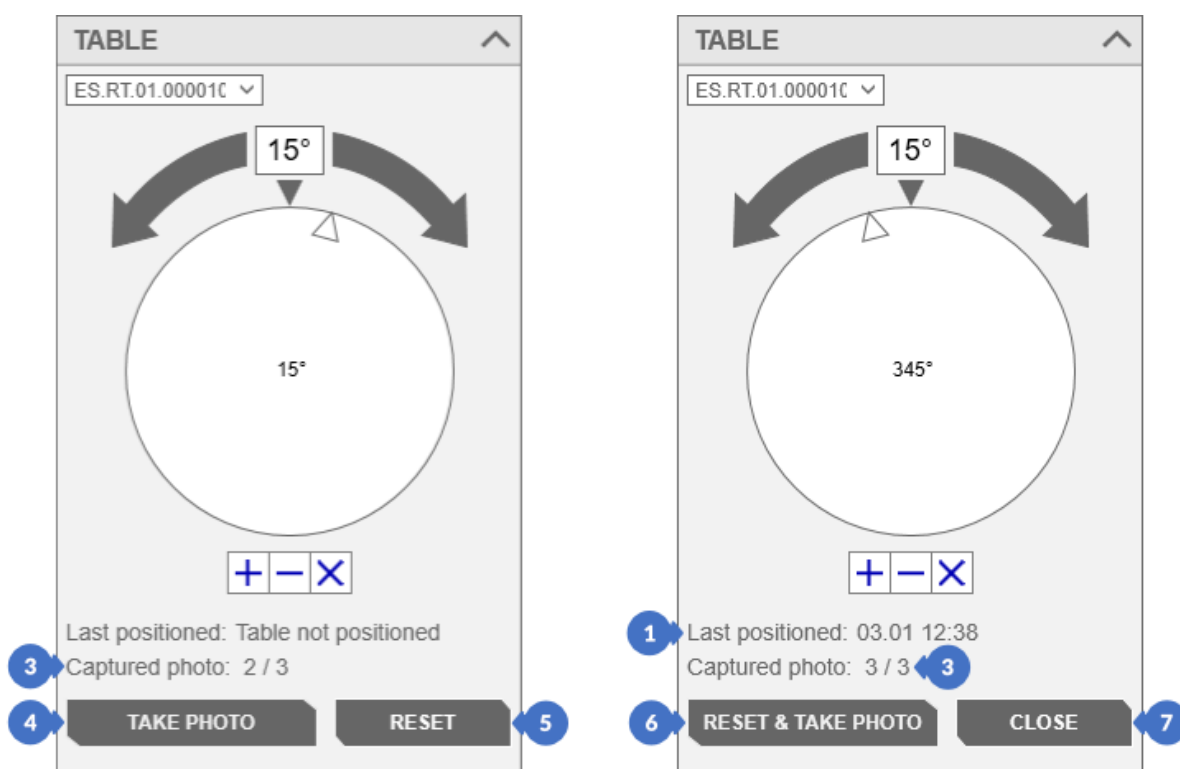 TABLE
ES.RT.01.000010
15°
15°
+ − ×
Last positioned: Table not positioned
3 Captured photo: 2 / 3
4 TAKE PHOTO RESET 5
TABLE
ES.RT.01.000010
15°
345°
+ − ×
1 Last positioned: 03.01 12:38
Captured photo: 3 / 3 3
6 RESET & TAKE PHOTO CLOSE 7